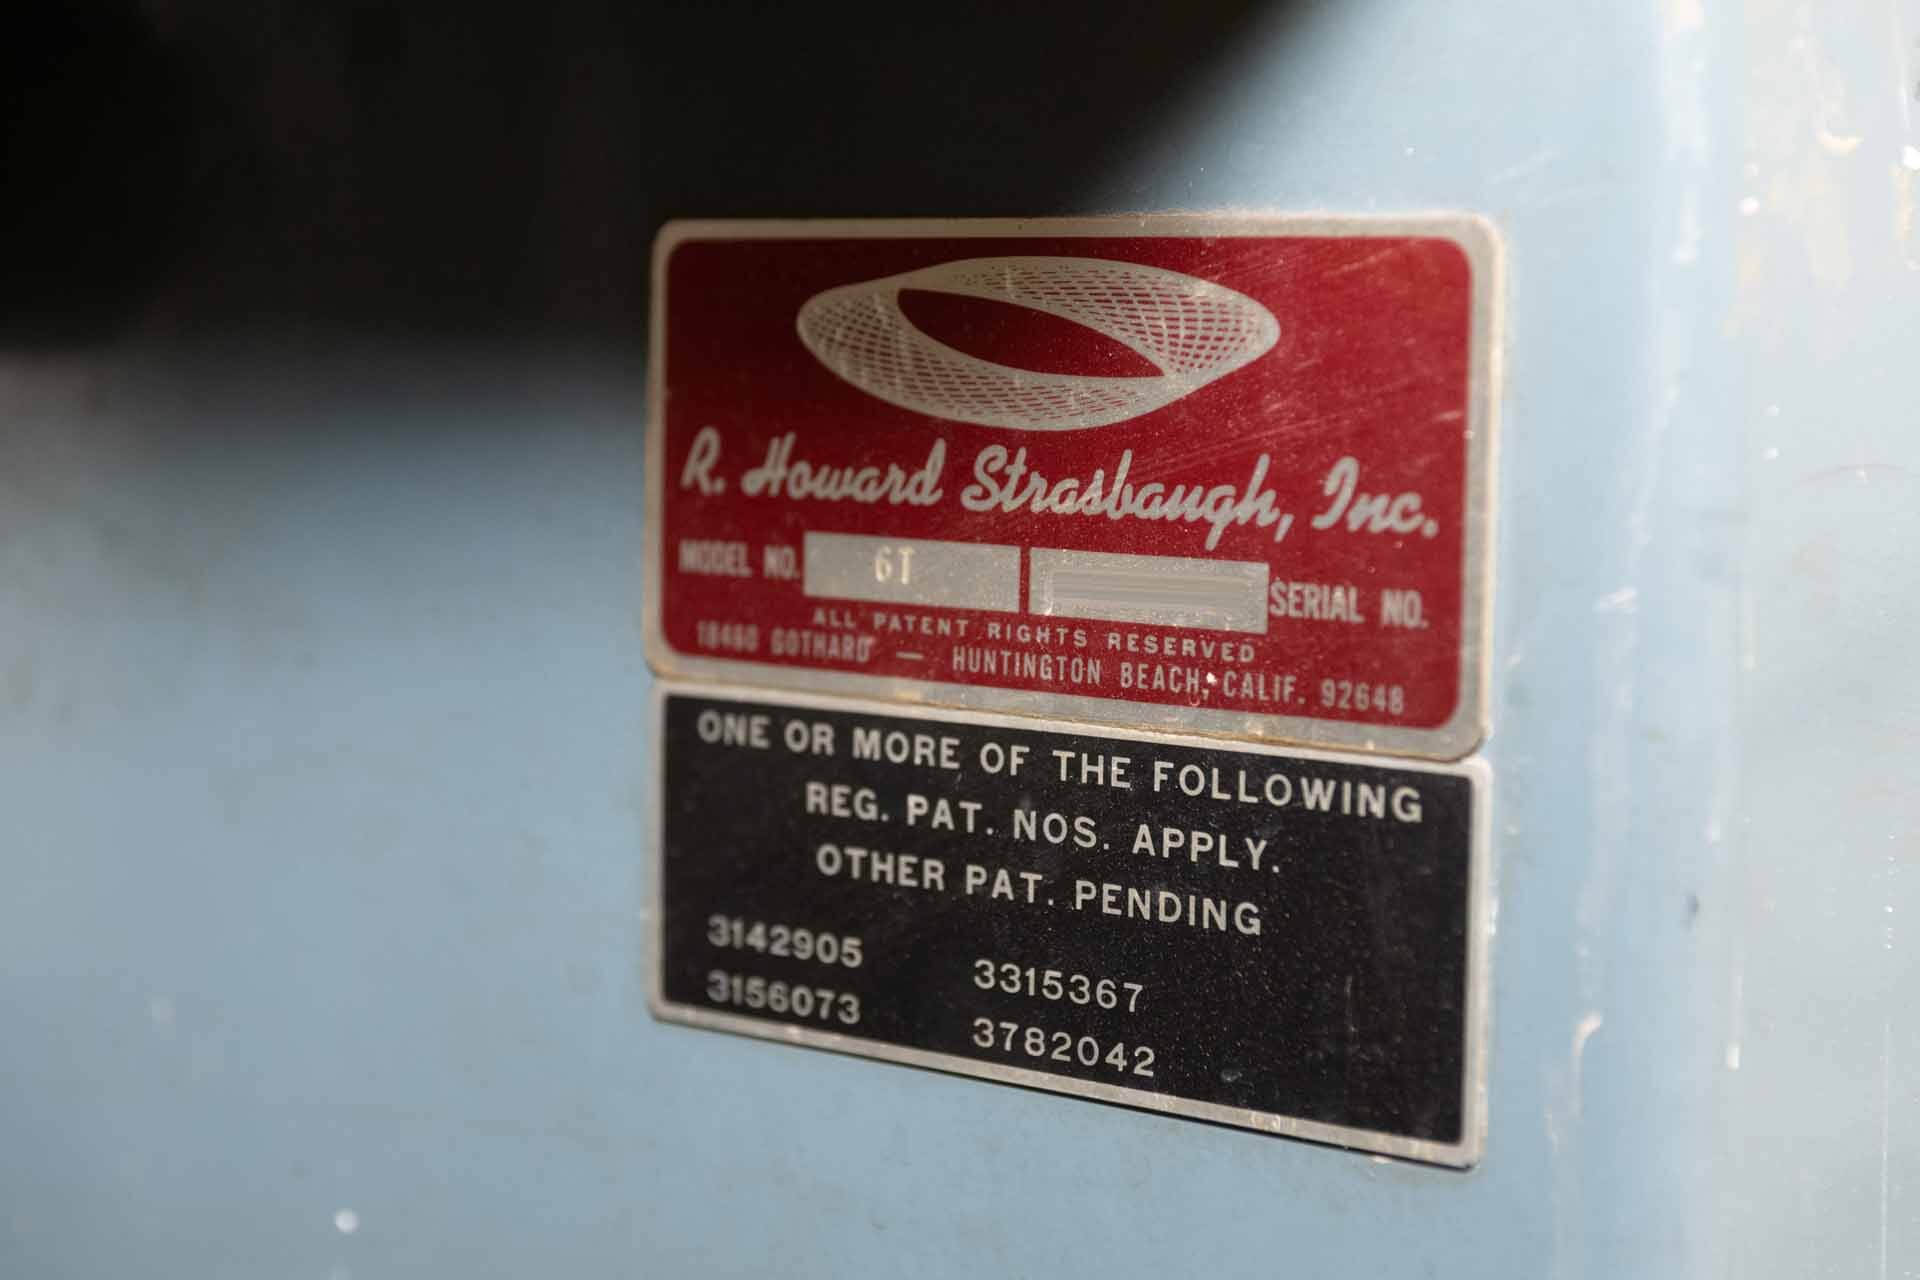 R. Howard Strasbaugh, Inc.
MODEL NO. 6T SERIAL NO.
ALL PATENT RIGHTS RESERVED
18460 GOTHARD — HUNTINGTON BEACH, CALIF. 92648
ONE OR MORE OF THE FOLLOWING
REG. PAT. NOS. APPLY.
OTHER PAT. PENDING
3142905 3315367
3156073 3782042